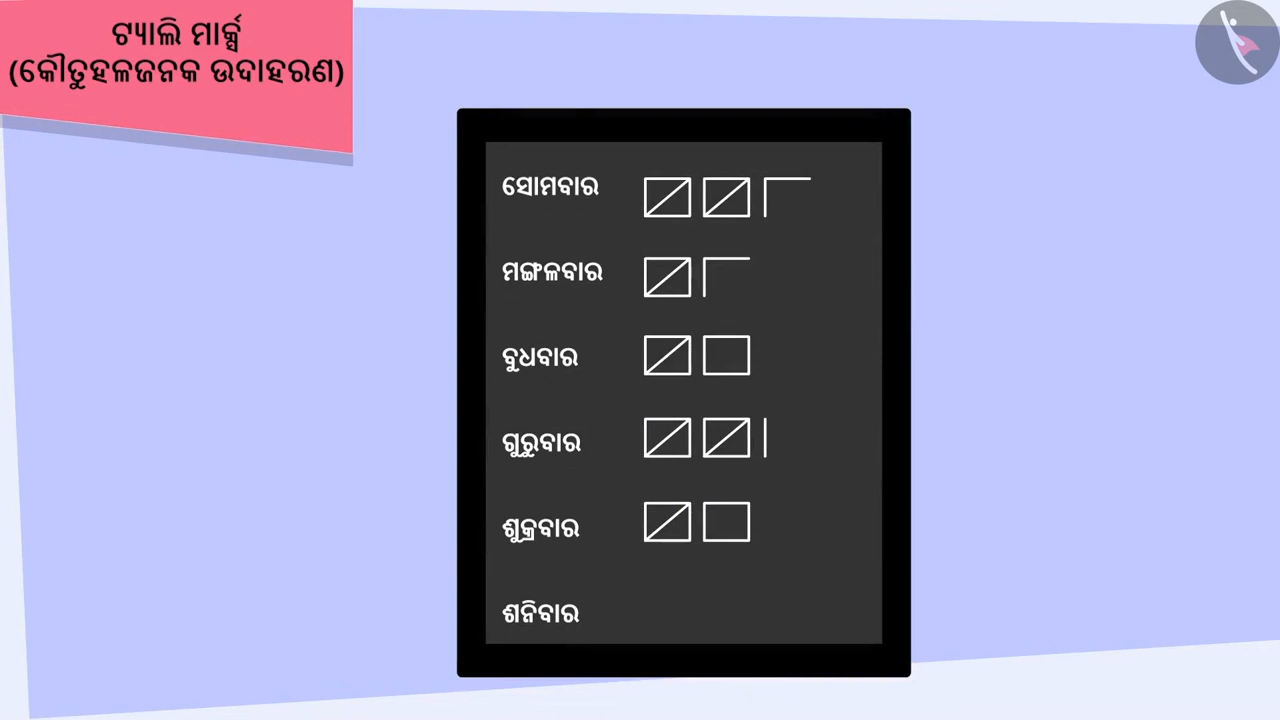 ଟ୍ୟାଲି ମାର୍କ୍ସ
(କୌତୁହଳଜନକ ଉଦାହରଣ)
ସୋମବାର
ମଙ୍ଗଳବାର
ବୁଧବାର
ଗୁରୁବାର
ଶୁକ୍ରବାର
ଶନିବାର